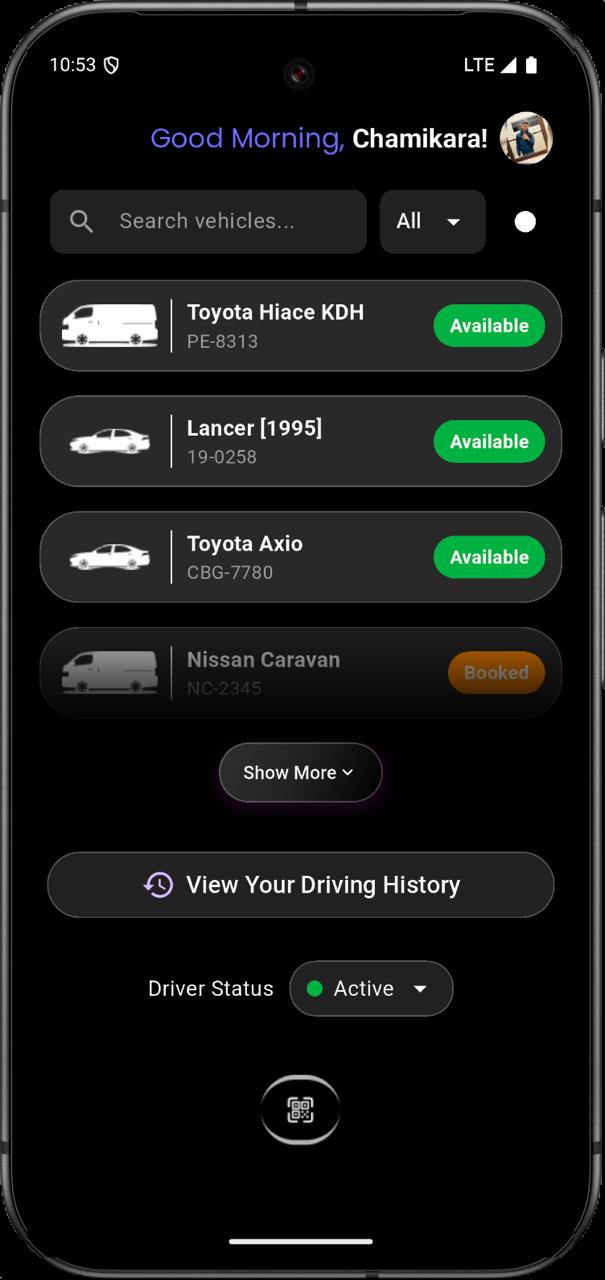 10:53 LTE
Good Morning, Chamikara!
Search vehicles... All
Toyota Hiace KDH
PE-8313
Available
Lancer [1995]
19-0258
Available
Toyota Axio
CBG-7780
Available
Nissan Caravan
NC-2345
Booked
Show More
View Your Driving History
Driver Status Active